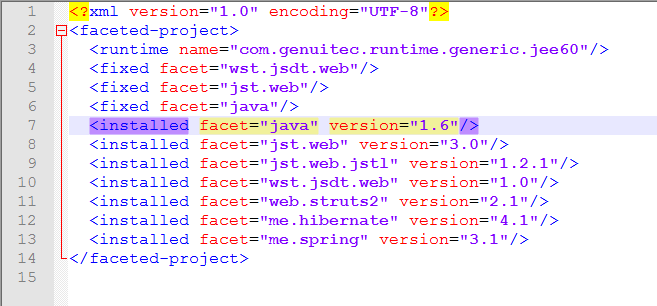 1 <?xml version="1.0" encoding="UTF-8"?>
2 <faceted-project>
3 <runtime name="com.genuitec.runtime.generic.jee60"/>
4 <fixed facet="wst.jsdt.web"/>
5 <fixed facet="jst.web"/>
6 <fixed facet="java"/>
7 <installed facet="java" version="1.6"/>
8 <installed facet="jst.web" version="3.0"/>
9 <installed facet="jst.web.jstl" version="1.2.1"/>
10 <installed facet="wst.jsdt.web" version="1.0"/>
11 <installed facet="web.struts2" version="2.1"/>
12 <installed facet="me.hibernate" version="4.1"/>
13 <installed facet="me.spring" version="3.1"/>
14 </faceted-project>
15